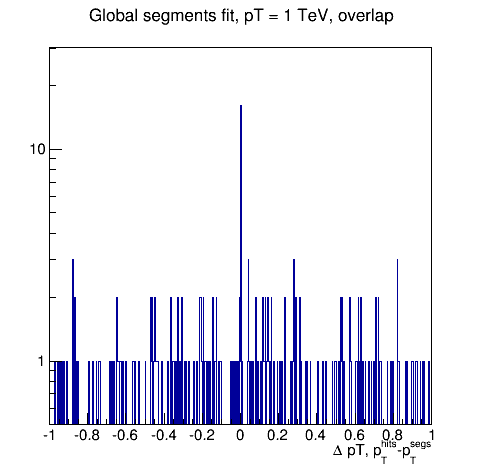 Global segments fit, pT = 1 TeV, overlap
10
1
-1 -0.8 -0.6 -0.4 -0.2 0 0.2 0.4 0.6 0.8 1
Δ pT, p_T^hits-p_T^segs